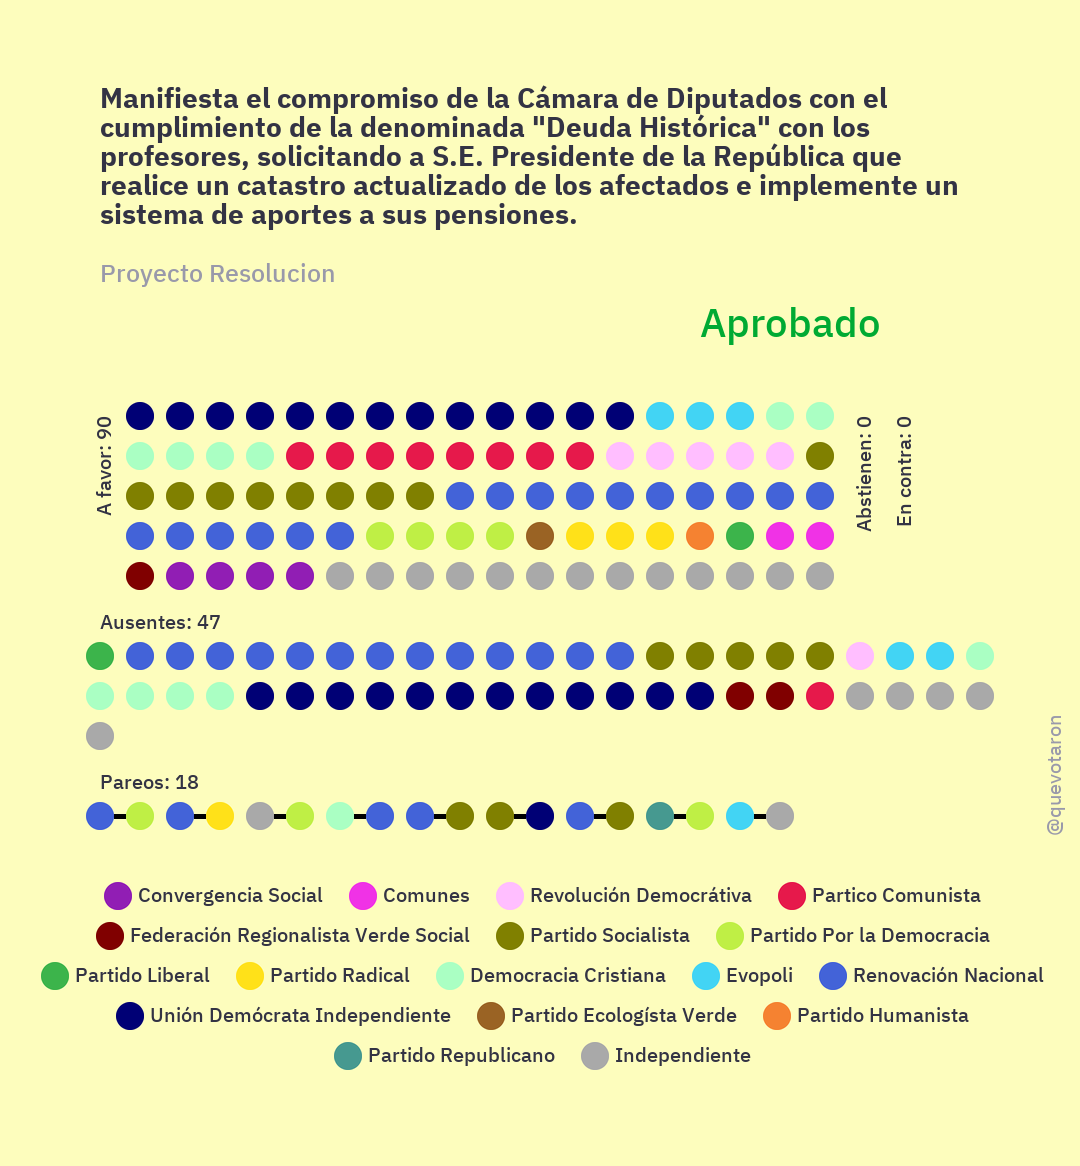 Manifiesta el compromiso de la Cámara de Diputados con el
cumplimiento de la denominada "Deuda Histórica" con los
profesores, solicitando a S.E. Presidente de la República que
realice un catastro actualizado de los afectados e implemente un
sistema de aportes a sus pensiones.
Proyecto Resolucion
Aprobado
A favor: 90
Abstienen: 0
En contra: 0
Ausentes: 47
Pareos: 18
@quevotaron
Convergencia Social
Comunes
Revolución Democrátiva
Partico Comunista
Federación Regionalista Verde Social
Partido Socialista
Partido Por la Democracia
Partido Liberal
Partido Radical
Democracia Cristiana
Evopoli
Renovación Nacional
Unión Demócrata Independiente
Partido Ecologísta Verde
Partido Humanista
Partido Republicano
Independiente